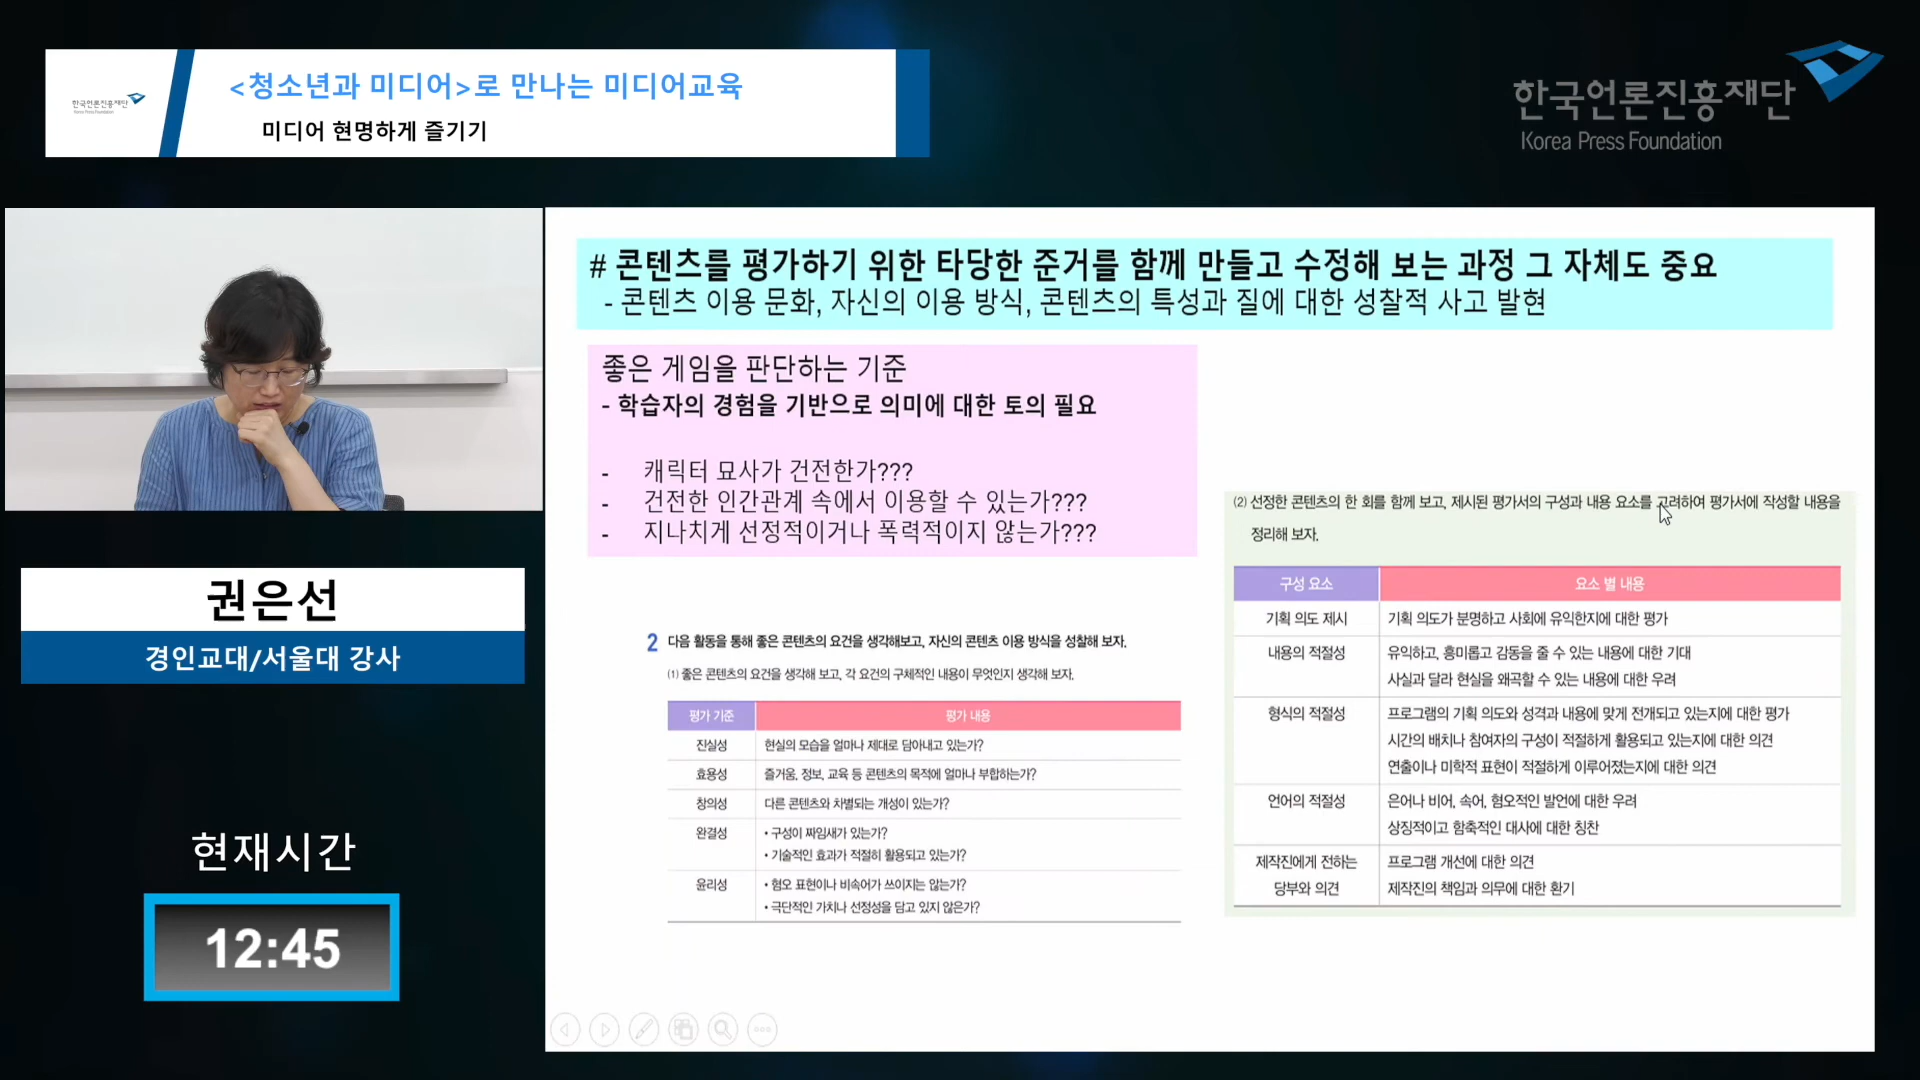 한국언론진흥재단
Korea Press Foundation
<청소년과 미디어>로 만나는 미디어교육
미디어 현명하게 즐기기
한국언론진흥재단
Korea Press Foundation
# 콘텐츠를 평가하기 위한 타당한 준거를 함께 만들고 수정해 보는 과정 그 자체도 중요
- 콘텐츠 이용 문화, 자신의 이용 방식, 콘텐츠의 특성과 질에 대한 성찰적 사고 발현
좋은 게임을 판단하는 기준
- 학습자의 경험을 기반으로 의미에 대한 토의 필요
- 캐릭터 묘사가 건전한가???
- 건전한 인간관계 속에서 이용할 수 있는가???
- 지나치게 선정적이거나 폭력적이지 않는가???
2 다음 활동을 통해 좋은 콘텐츠의 요건을 생각해보고, 자신의 콘텐츠 이용 방식을 성찰해 보자.
(1) 좋은 콘텐츠의 요건을 생각해 보고, 각 요건의 구체적인 내용이 무엇인지 생각해 보자.
평가 기준 평가 내용
진실성 현실의 모습을 얼마나 제대로 담아내고 있는가?
효용성 즐거움, 정보, 교육 등 콘텐츠의 목적에 얼마나 부합하는가?
창의성 다른 콘텐츠와 차별되는 개성이 있는가?
완결성 • 구성이 짜임새가 있는가?
• 기술적인 효과가 적절히 활용되고 있는가?
윤리성 • 혐오 표현이나 비속어가 쓰이지는 않는가?
• 극단적인 가치나 선정성을 담고 있지 않은가?
(2) 선정한 콘텐츠의 한 회를 함께 보고, 제시된 평가서의 구성과 내용 요소를 고려하여 평가서에 작성할 내용을
정리해 보자.
구성 요소 요소 별 내용
기획 의도 제시 기획 의도가 분명하고 사회에 유익한지에 대한 평가
내용의 적절성 유익하고, 흥미롭고 감동을 줄 수 있는 내용에 대한 기대
사실과 달라 현실을 왜곡할 수 있는 내용에 대한 우려
형식의 적절성 프로그램의 기획 의도와 성격과 내용에 맞게 전개되고 있는지에 대한 평가
시간의 배치나 참여자의 구성이 적절하게 활용되고 있는지에 대한 의견
연출이나 미학적 표현이 적절하게 이루어졌는지에 대한 의견
언어의 적절성 은어나 비어, 속어, 혐오적인 발언에 대한 우려
상징적이고 함축적인 대사에 대한 칭찬
제작진에게 전하는 프로그램 개선에 대한 의견
당부와 의견 제작진의 책임과 의무에 대한 환기
권은선
경인교대/서울대 강사
현재시간
12:45